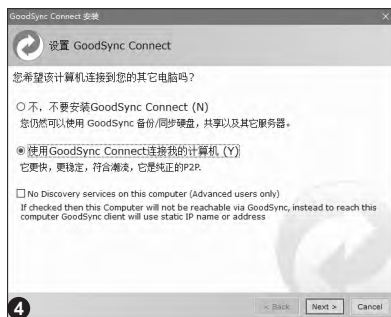 GoodSync Connect 安装
设置 GoodSync Connect
您希望该计算机连接到您的其它电脑吗?
不，不要安装GoodSync Connect (N)
您仍然可以使用 GoodSync 备份/同步硬盘，共享以及其它服务器。
使用GoodSync Connect连接我的计算机 (Y)
它更快，更稳定，符合潮流，它是纯正的P2P.
No Discovery services on this computer (Advanced users only)
If checked then this Computer will not be reachable via GoodSync, instead to reach this
computer GoodSync client will use static IP name or address
4
< Back Next > Cancel